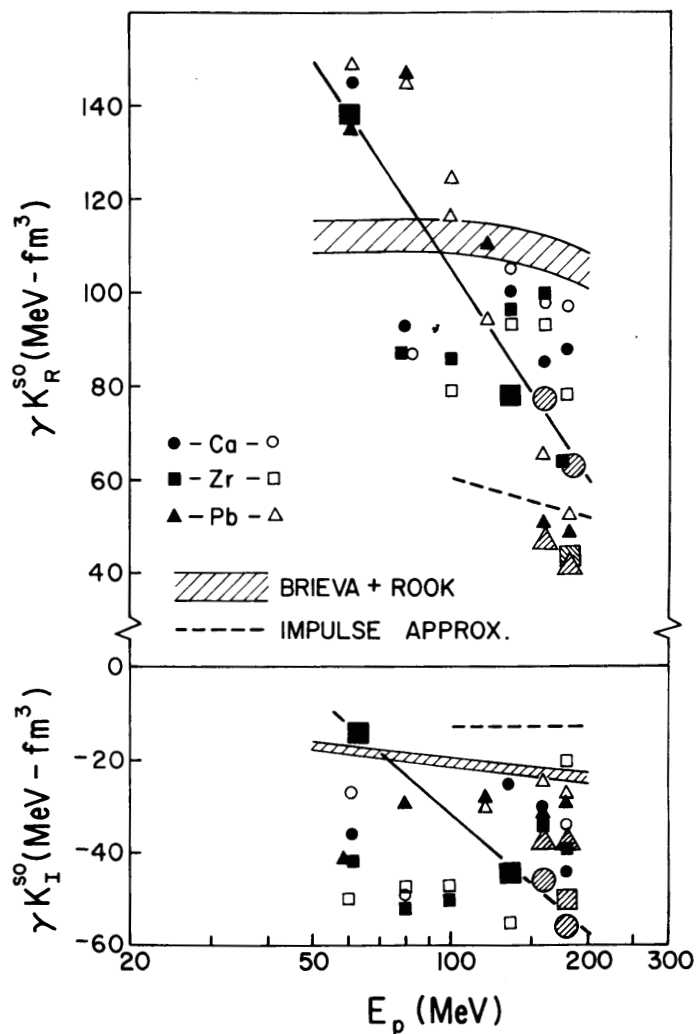 γK_R^so (MeV-fm³)
140
120
100
80
60
40
● - Ca - ○
■ - Zr - □
▲ - Pb - △
BRIEVA + ROOK
IMPULSE APPROX.
γK_I^so (MeV-fm³)
0
-20
-40
-60
20
50
100
200
300
E_p (MeV)